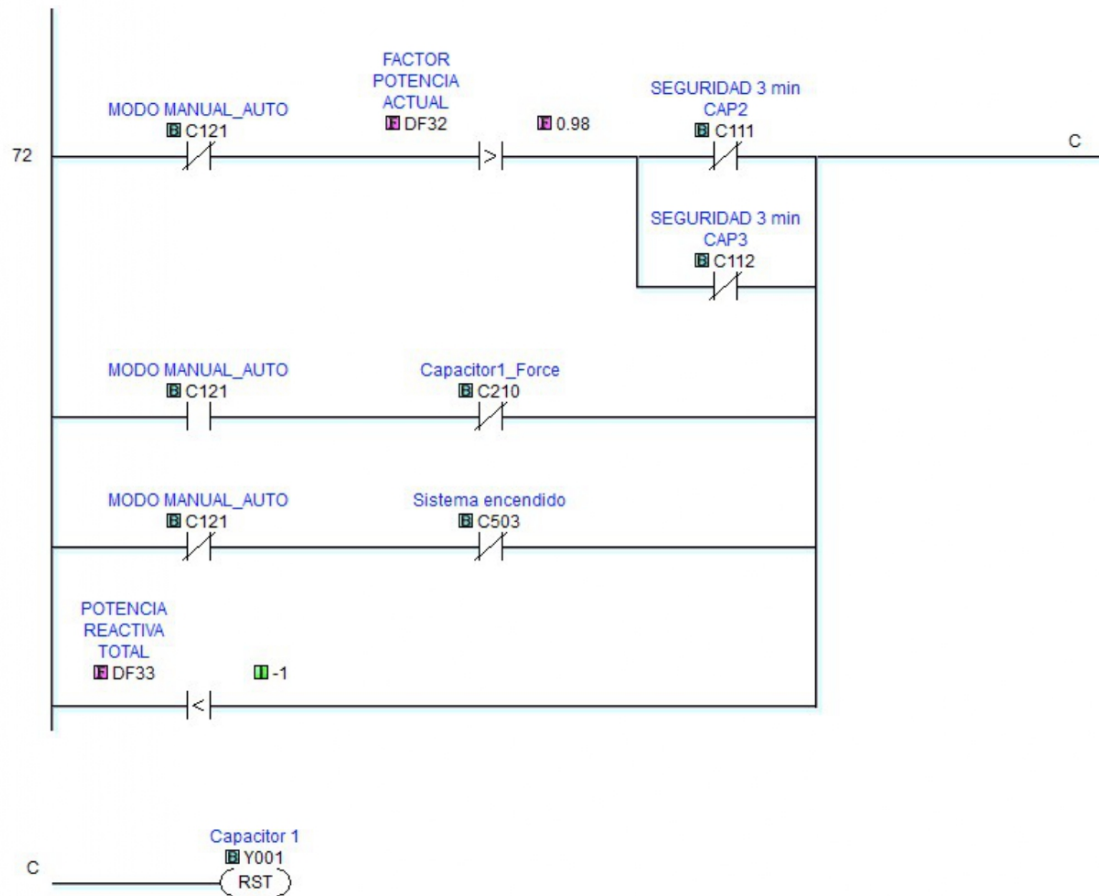 FACTOR
POTENCIA
ACTUAL
F DF32
F 0.98
MODO MANUAL_AUTO
B C121
SEGURIDAD 3 min
CAP2
B C111
72
>
C
SEGURIDAD 3 min
CAP3
B C112
MODO MANUAL_AUTO
B C121
Capacitor1_Force
B C210
MODO MANUAL_AUTO
B C121
Sistema encendido
B C503
POTENCIA
REACTIVA
TOTAL
F DF33
I -1
<
Capacitor 1
B Y001
C
RST